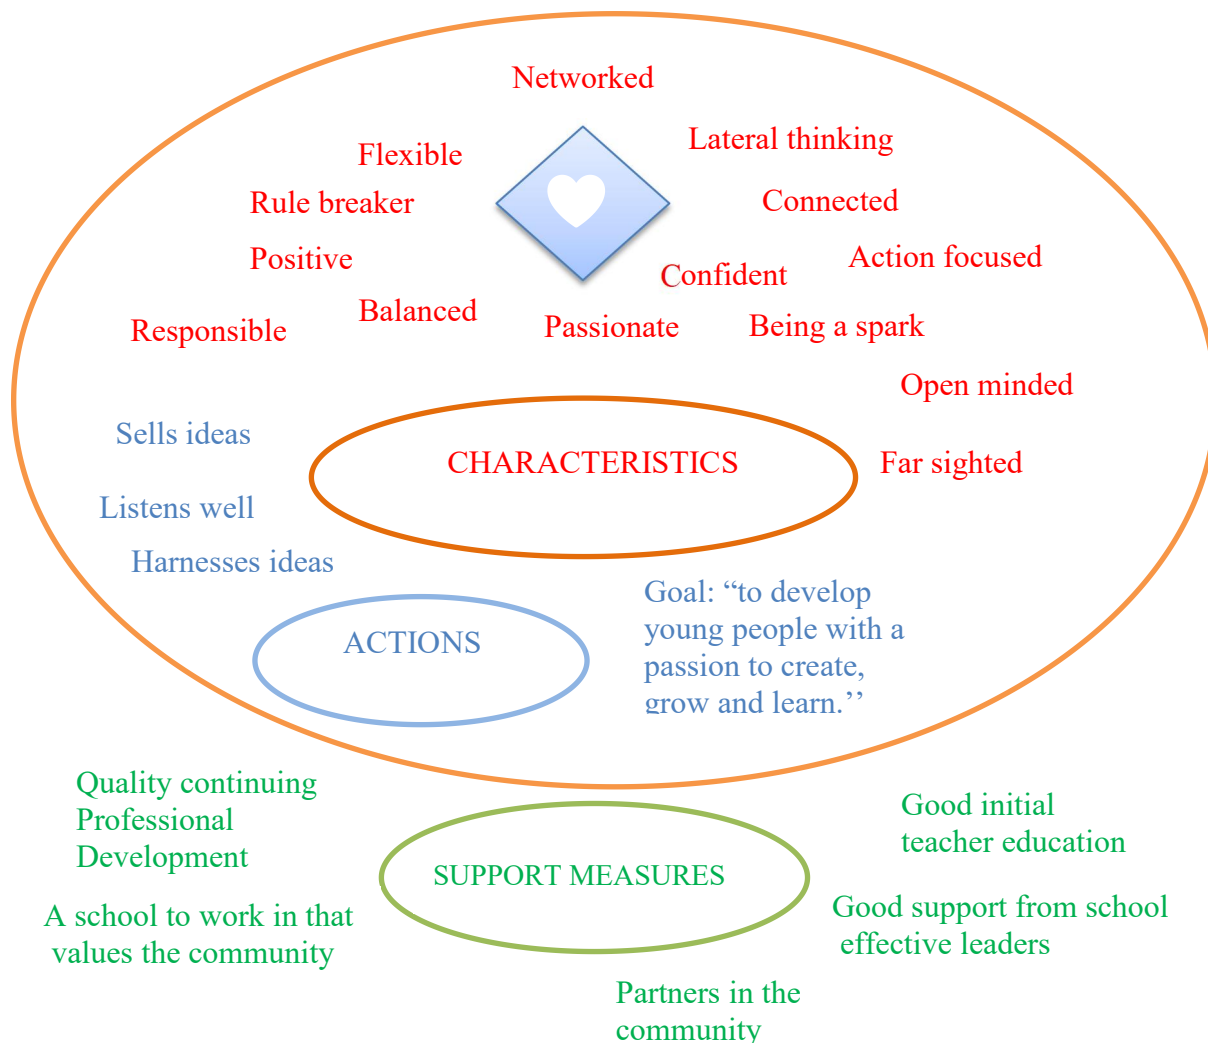 Networked
Lateral thinking
Flexible
Rule breaker
Connected
Positive
Action focused
Confident
Balanced
Responsible
Passionate
Being a spark
Open minded
Sells ideas
CHARACTERISTICS
Far sighted
Listens well
Harnesses ideas
Goal: “to develop
young people with a
passion to create,
grow and learn.’’
ACTIONS
Quality continuing
Professional
Development
Good initial
teacher education
SUPPORT MEASURES
A school to work in that
values the community
Good support from school
effective leaders
Partners in the
community